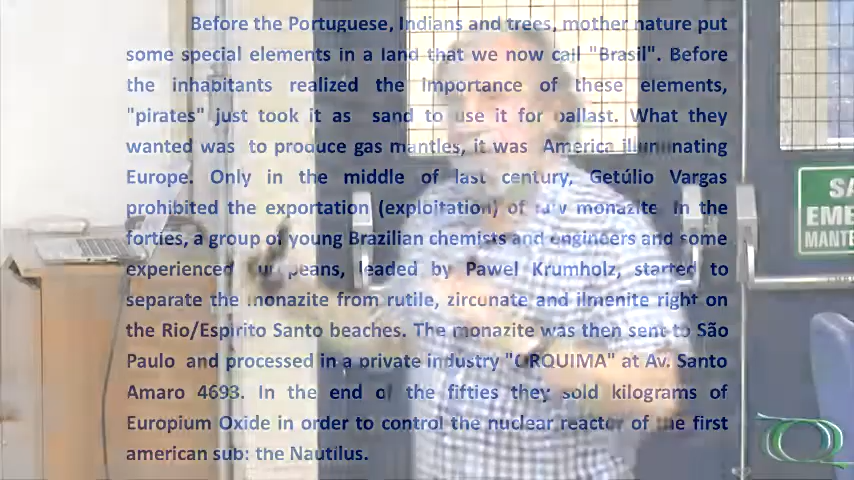 Before the Portuguese, Indians and trees, mother nature put
some special elements in a land that we now call "Brasil". Before
the inhabitants realized the importance of these elements,
"pirates" just took it as sand to use it for ballast. What they
wanted was to produce gas mantles, it was America illuminating
Europe. Only in the middle of last century, Getúlio Vargas
prohibited the exportation (exploitation) of raw monazite. In the
forties, a group of young Brazilian chemists and engineers and some
experienced Europeans, leaded by Pawel Krumholz, started to
separate the monazite from rutile, zirconate and ilmenite right on
the Rio/Espirito Santo beaches. The monazite was then sent to São
Paulo and processed in a private industry "ORQUIMA" at Av. Santo
Amaro 4693. In the end of the fifties they sold kilograms of
Europium Oxide in order to control the nuclear reactor of the first
american sub: the Nautilus.
SA
EME
MANTE